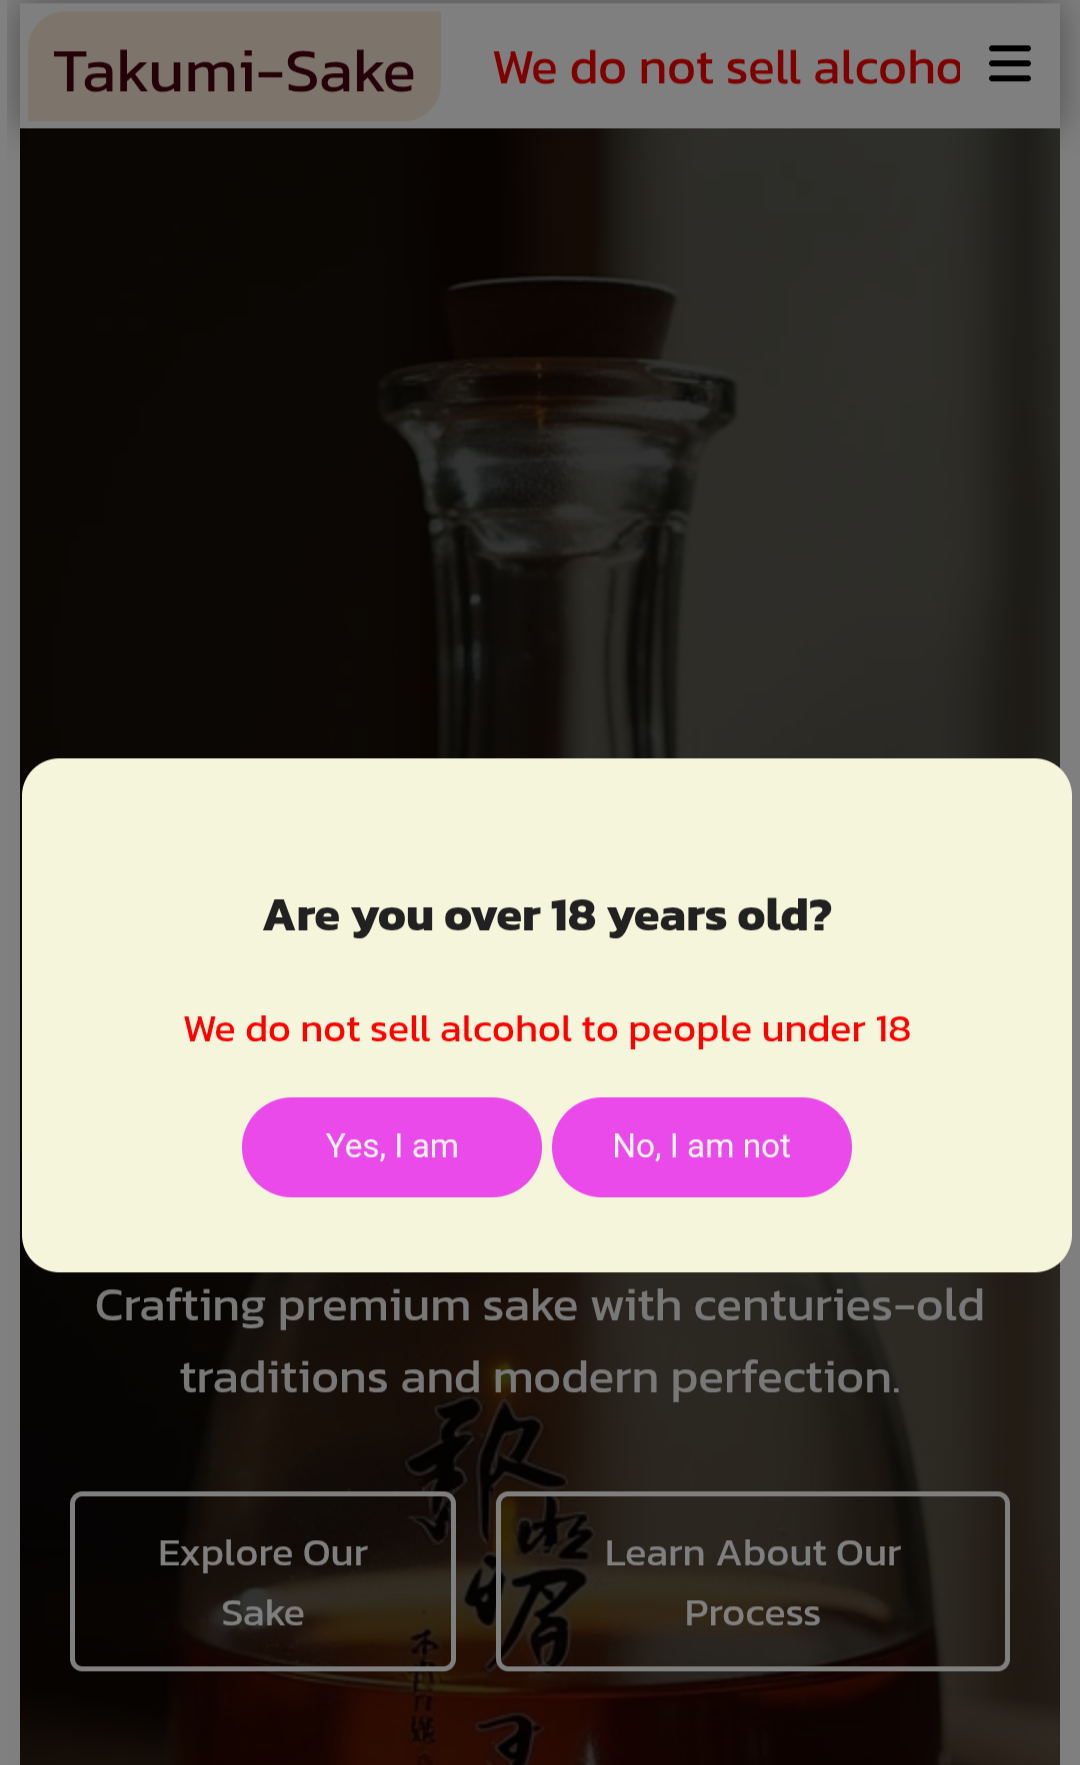 Takumi-Sake
We do not sell alcoho
Are you over 18 years old?
We do not sell alcohol to people under 18
Yes, I am
No, I am not
Crafting premium sake with centuries-old
traditions and modern perfection.
Explore Our
Sake
Learn About Our
Process